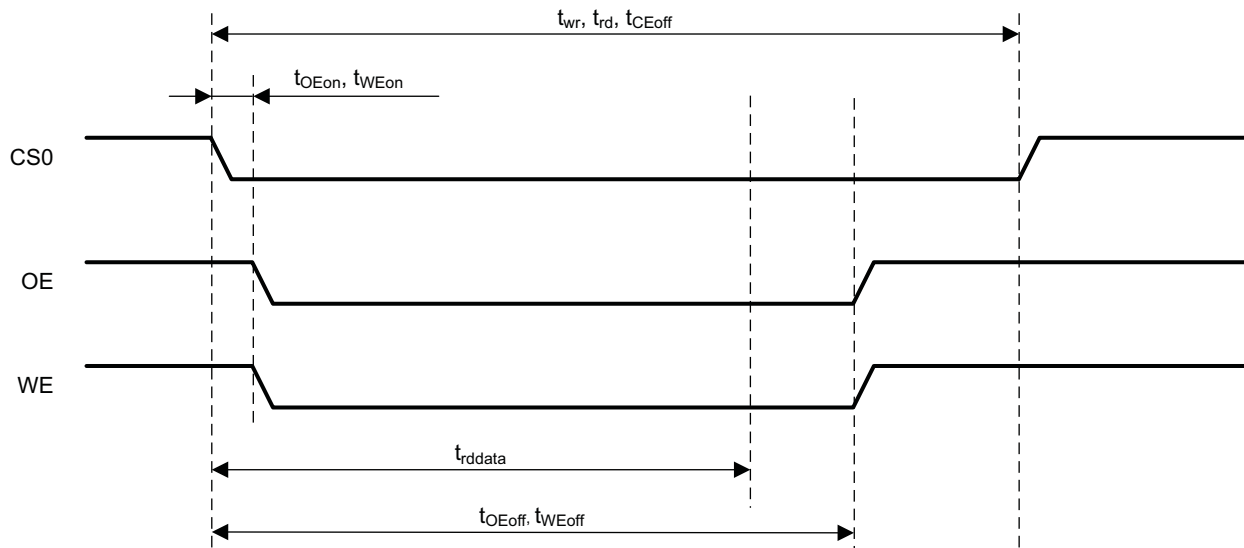 twr, trd, tCEoff
tOEon, tWEon
CS0
OE
WE
trddata
tOEoff, tWEoff